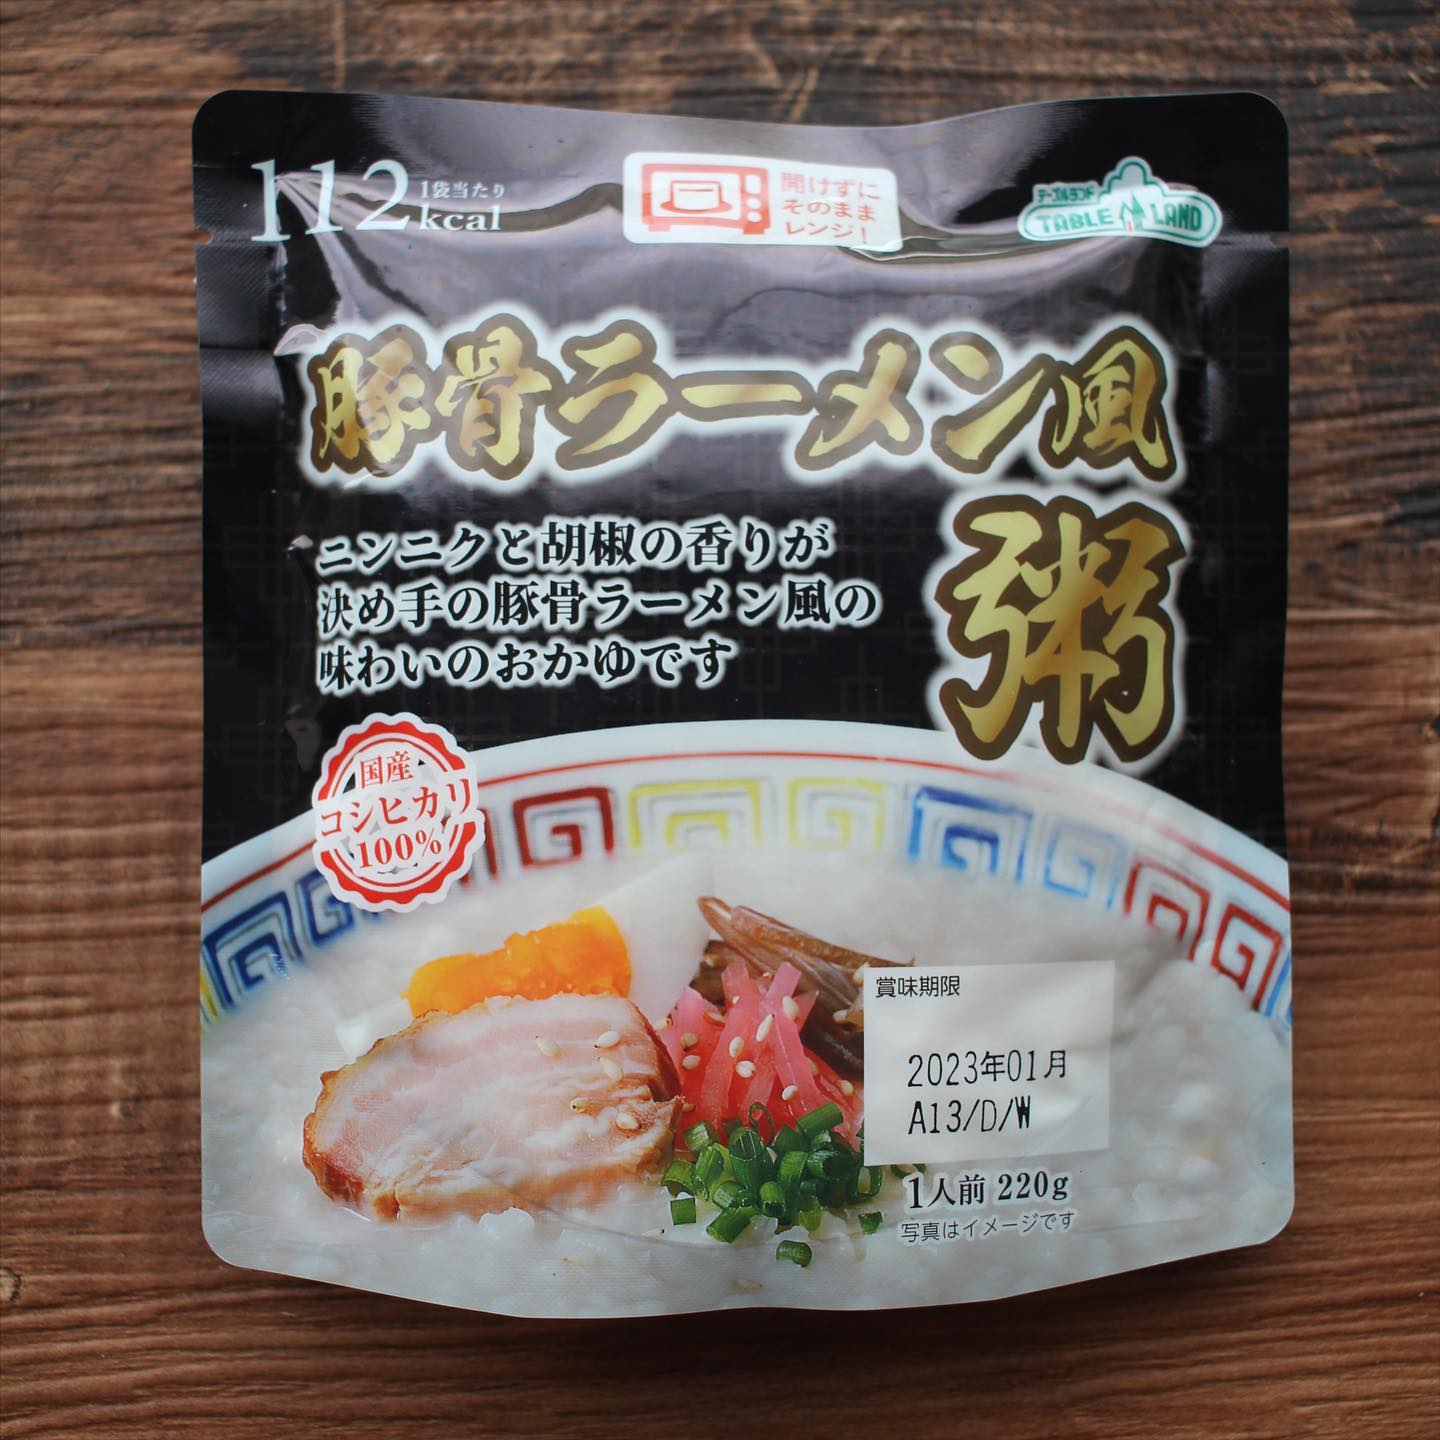 112
1袋当たり
kcal
開けずに
そのまま
レンジ!
テーブルランド
TABLE LAND
豚骨ラーメン風
粥
ニンニクと胡椒の香りが
決め手の豚骨ラーメン風の
味わいのおかゆです
国産
コシヒカリ
100%
賞味期限
2023年01月
A13/D/W
1人前 220g
写真はイメージです